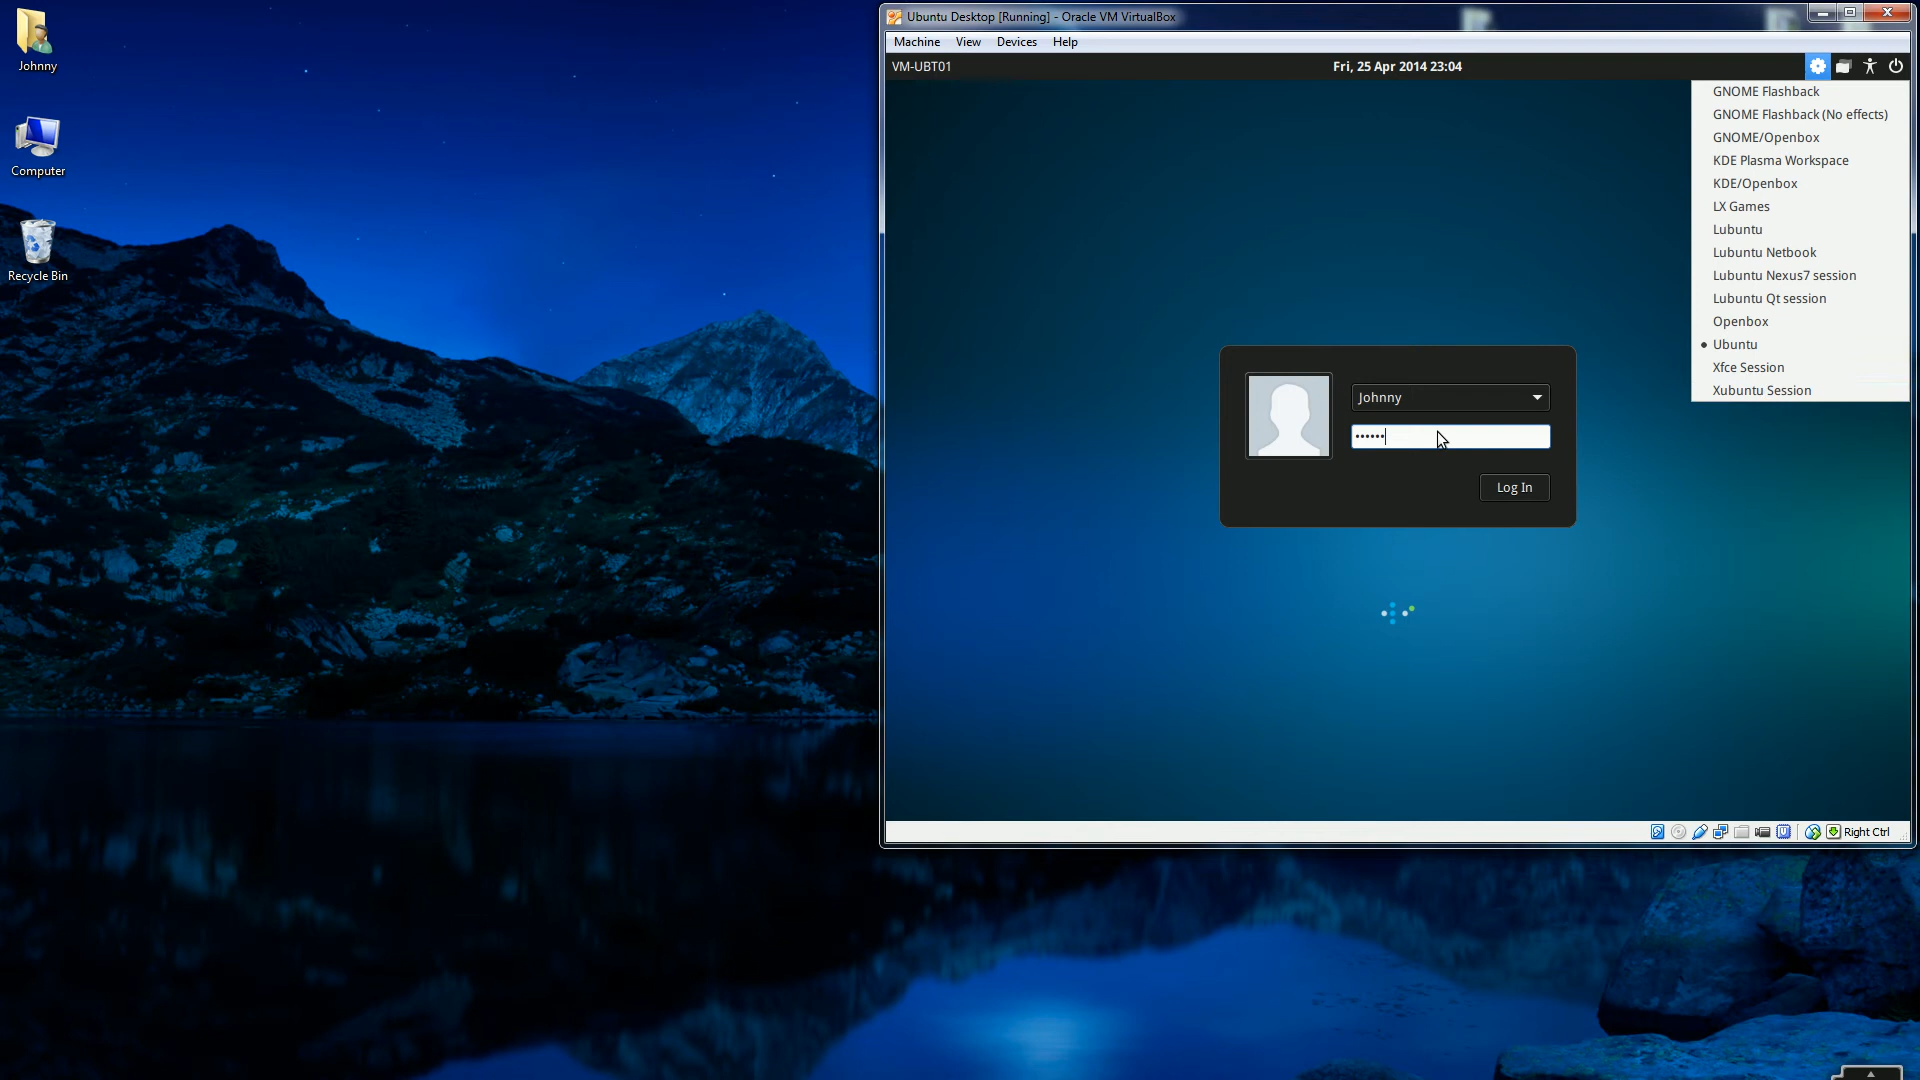 Johnny
Computer
Recycle Bin
Ubuntu Desktop [Running] - Oracle VM VirtualBox
Machine View Devices Help
VM-UBT01 Fri, 25 Apr 2014 23:04
GNOME Flashback
GNOME Flashback (No effects)
GNOME/Openbox
KDE Plasma Workspace
KDE/Openbox
LX Games
Lubuntu
Lubuntu Netbook
Lubuntu Nexus7 session
Lubuntu Qt session
Openbox
Ubuntu
Xfce Session
Xubuntu Session
Johnny
••••••
Log In
Right Ctrl